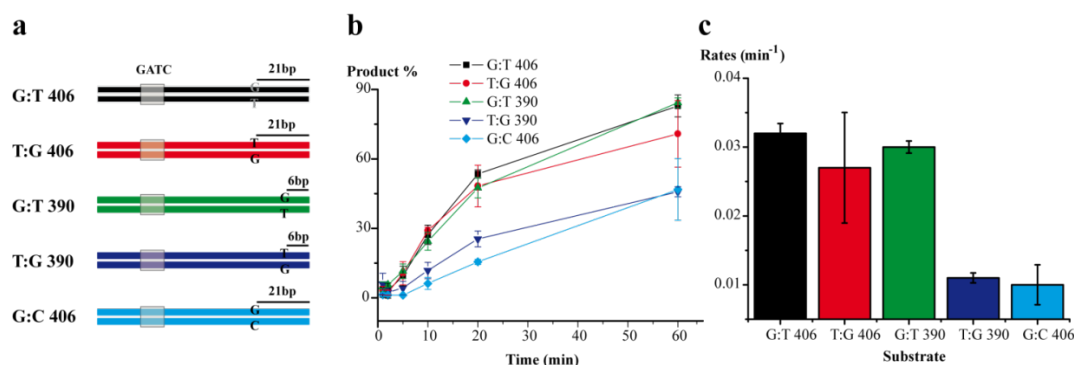 a
GATC
21bp
G:T 406
G
T
21bp
T:G 406
T
G
6bp
G:T 390
G
T
6bp
T:G 390
T
G
21bp
G:C 406
G
C
b
Product %
G:T 406
T:G 406
G:T 390
T:G 390
G:C 406
90
60
30
0
0 10 20 30 40 50 60
Time (min)
c
Rates (min-1)
0.04
0.03
0.02
0.01
G:T 406 T:G 406 G:T 390 T:G 390 G:C 406
Substrate